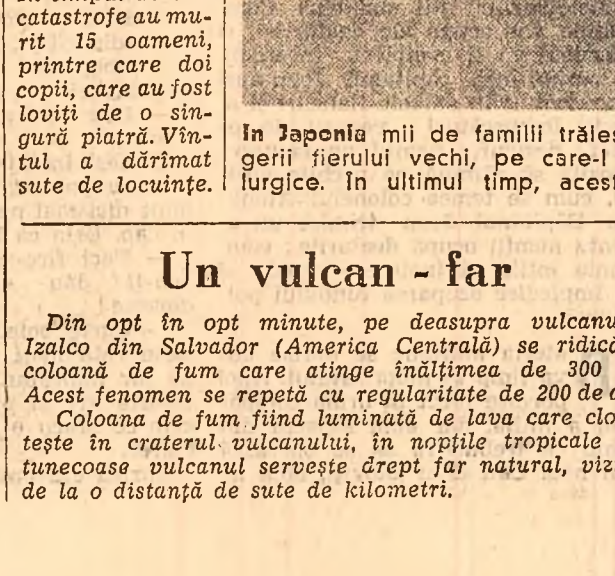 catastrofe au mu-
rit 15 oameni,
printre care doi
copii, care au fost
loviți de o sin-
gură piatră. Vîn-
tul a dărîmat
sute de locuințe.
In Japonia mii de familii trăies
gerii fierului vechi, pe care-l
lurgice. In ultimul timp, acest
Un vulcan - far
Din opt în opt minute, pe deasupra vulcanu
Izalco din Salvador (America Centrală) se ridică
coloană de fum care atinge înălțimea de 300
Acest fenomen se repetă cu regularitate de 200 de
Coloana de fum fiind luminată de lava care clo
tește în craterul vulcanului, în nopțile tropicale
tunecoase vulcanul servește drept far natural, viz
de la o distanță de sute de kilometri.